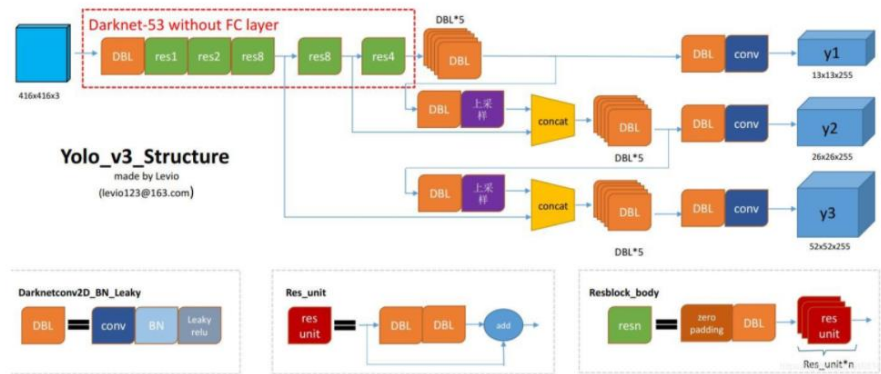 Darknet-53 without FC layer
DBL*5
DBL res1 res2 res8 res8 res4 DBL DBL conv y1
416x416x3
13x13x255
DBL 上采样 concat DBL DBL conv y2
DBL*5
26x26x255
Yolo_v3_Structure
made by Levio
(levio123@163.com)
DBL 上采样 concat DBL DBL conv y3
DBL*5
52x52x255
Darknetconv2D_BN_Leaky
DBL = conv BN Leaky relu
Res_unit
res unit = DBL DBL add
Resblock_body
resn = zero padding DBL res unit
Res_unit*n